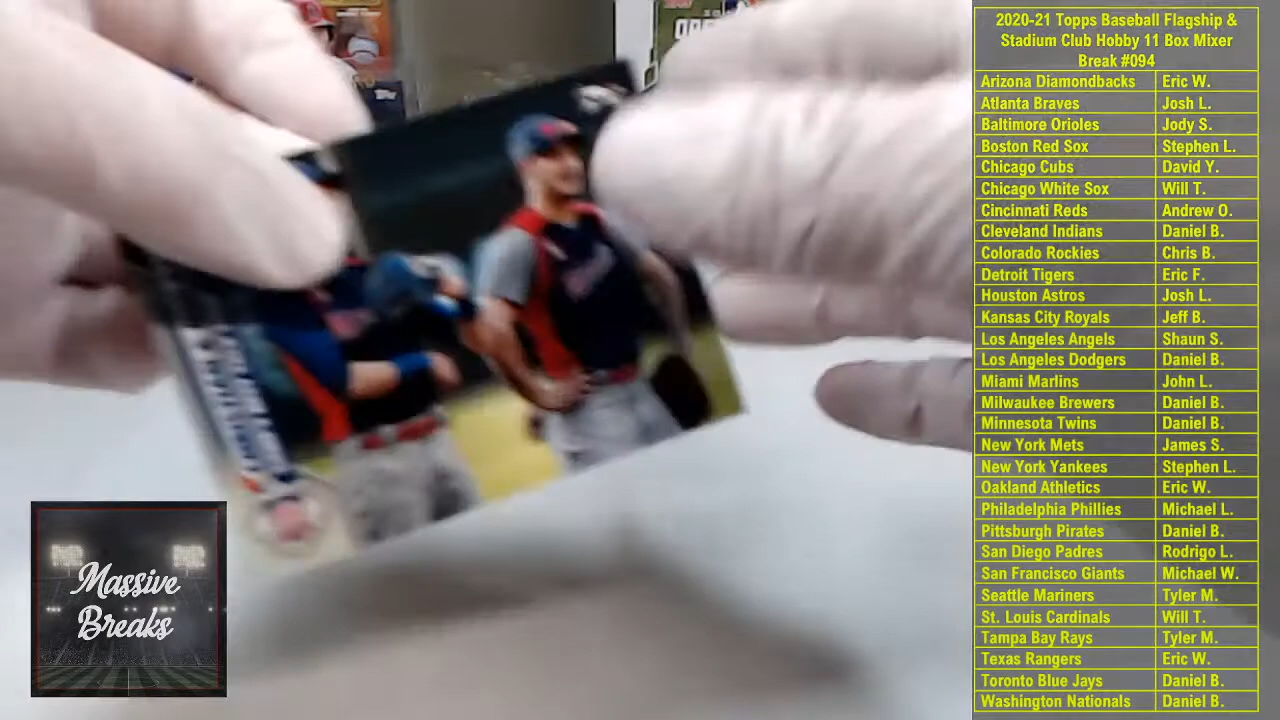 2020-21 Topps Baseball Flagship &
Stadium Club Hobby 11 Box Mixer
Break #094
Arizona Diamondbacks Eric W.
Atlanta Braves Josh L.
Baltimore Orioles Jody S.
Boston Red Sox Stephen L.
Chicago Cubs David Y.
Chicago White Sox Will T.
Cincinnati Reds Andrew O.
Cleveland Indians Daniel B.
Colorado Rockies Chris B.
Detroit Tigers Eric F.
Houston Astros Josh L.
Kansas City Royals Jeff B.
Los Angeles Angels Shaun S.
Los Angeles Dodgers Daniel B.
Miami Marlins John L.
Milwaukee Brewers Daniel B.
Minnesota Twins Daniel B.
New York Mets James S.
New York Yankees Stephen L.
Oakland Athletics Eric W.
Philadelphia Phillies Michael L.
Pittsburgh Pirates Daniel B.
San Diego Padres Rodrigo L.
San Francisco Giants Michael W.
Seattle Mariners Tyler M.
St. Louis Cardinals Will T.
Tampa Bay Rays Tyler M.
Texas Rangers Eric W.
Toronto Blue Jays Daniel B.
Washington Nationals Daniel B.
Massive
Breaks